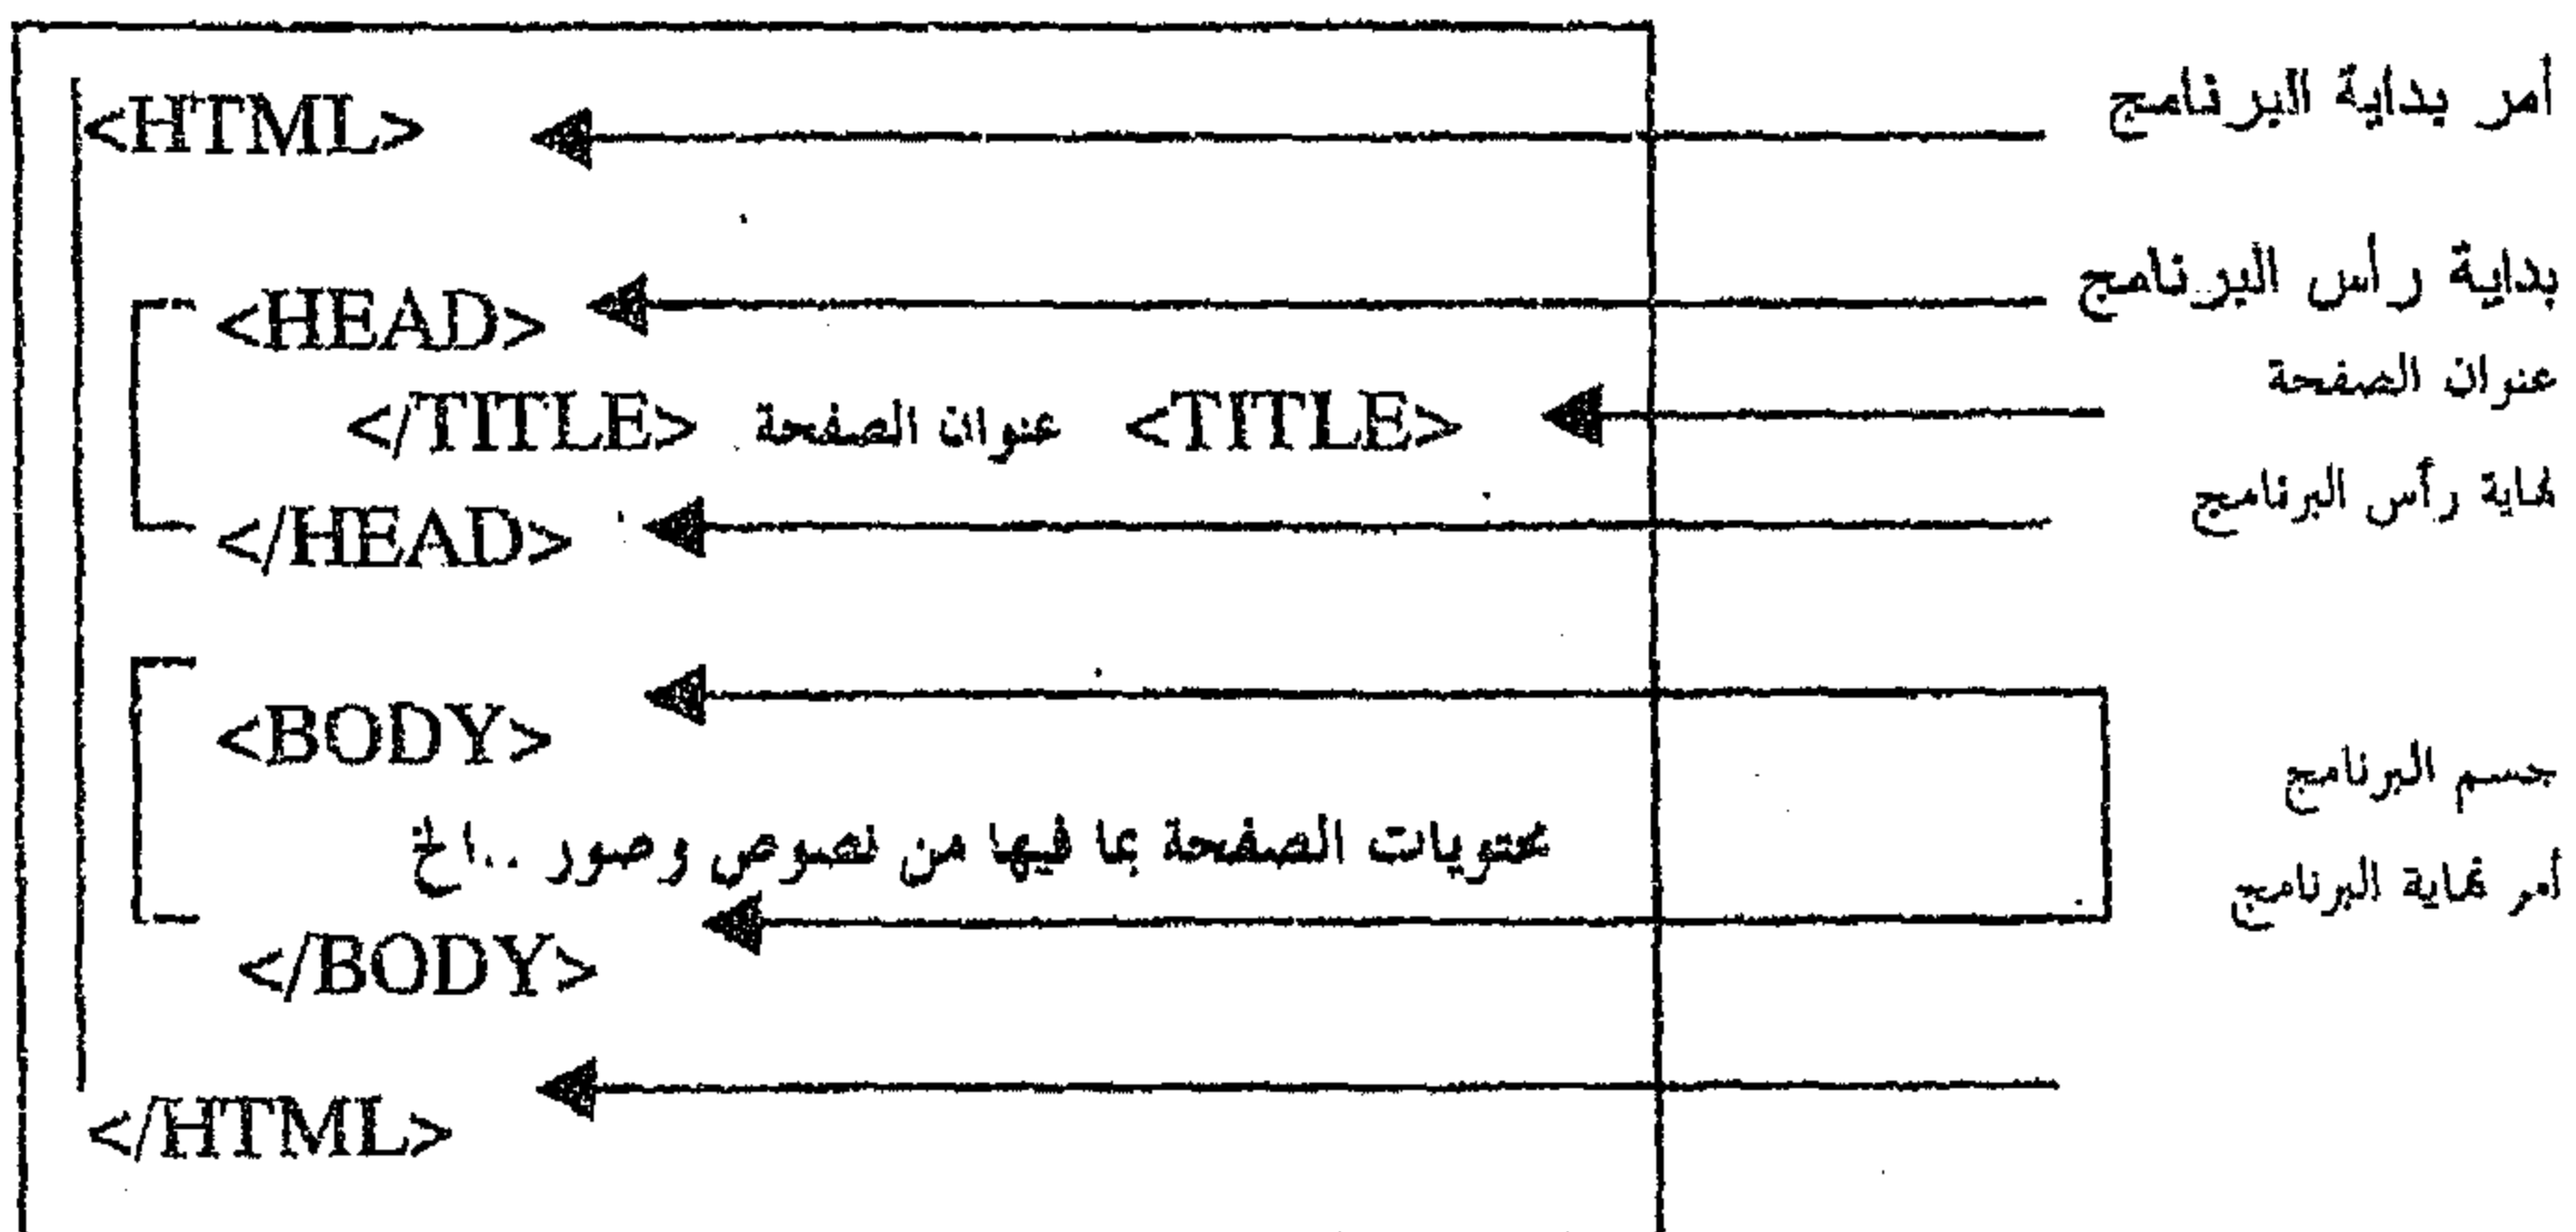 <HTML> أمر بداية البرنامج
<HEAD> بداية رأس البرنامج
</TITLE> عنوان الصفحة <TITLE> عنوان الصفحة
</HEAD> نهاية رأس البرنامج
<BODY>
جسم البرنامج
محتويات الصفحة بما فيها من نصوص وصور ..الخ
أمر نهاية البرنامج
</BODY>
</HTML>